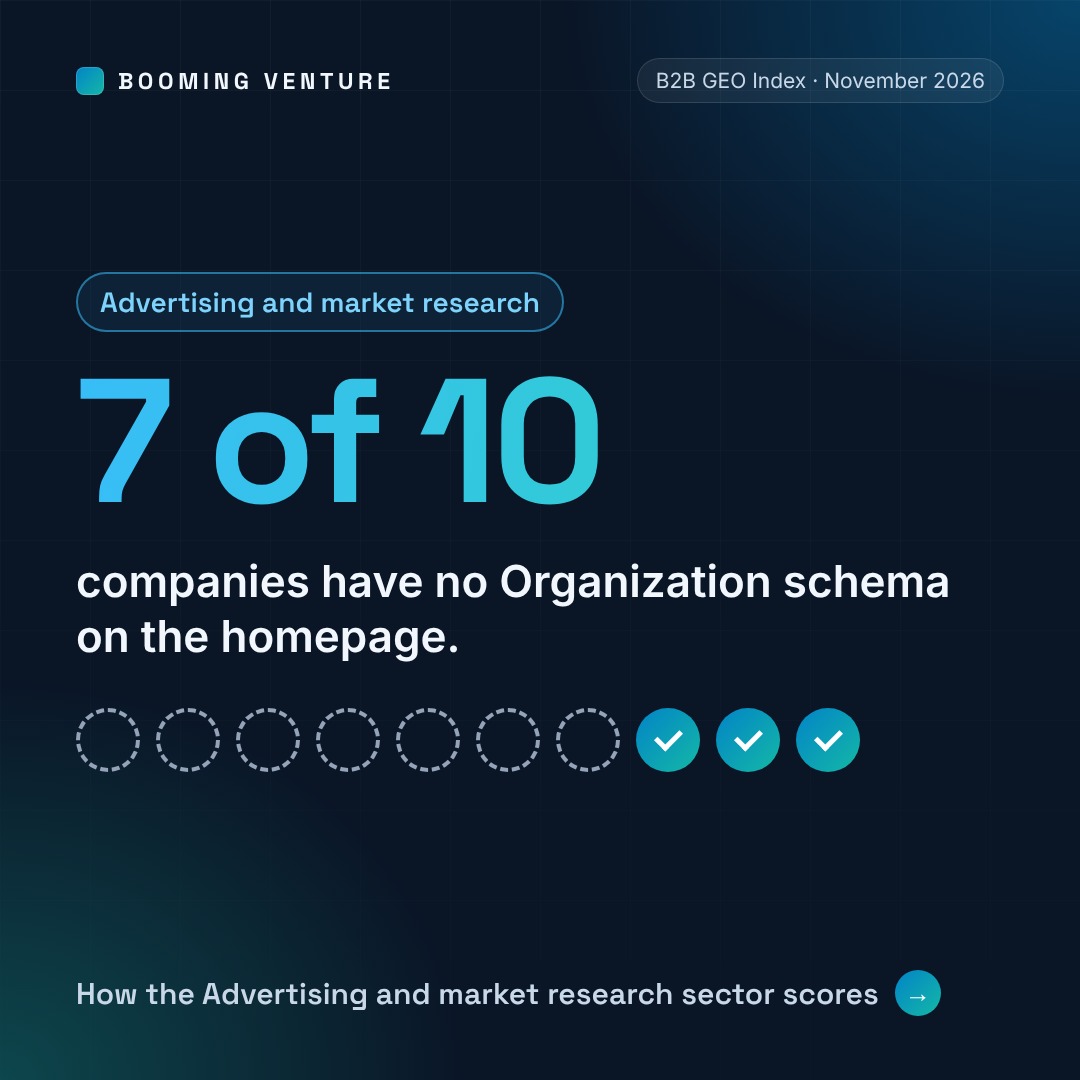 BOOMING VENTURE
B2B GEO Index · November 2026
Advertising and market research
7 of 10
companies have no Organization schema
on the homepage.
How the Advertising and market research sector scores →